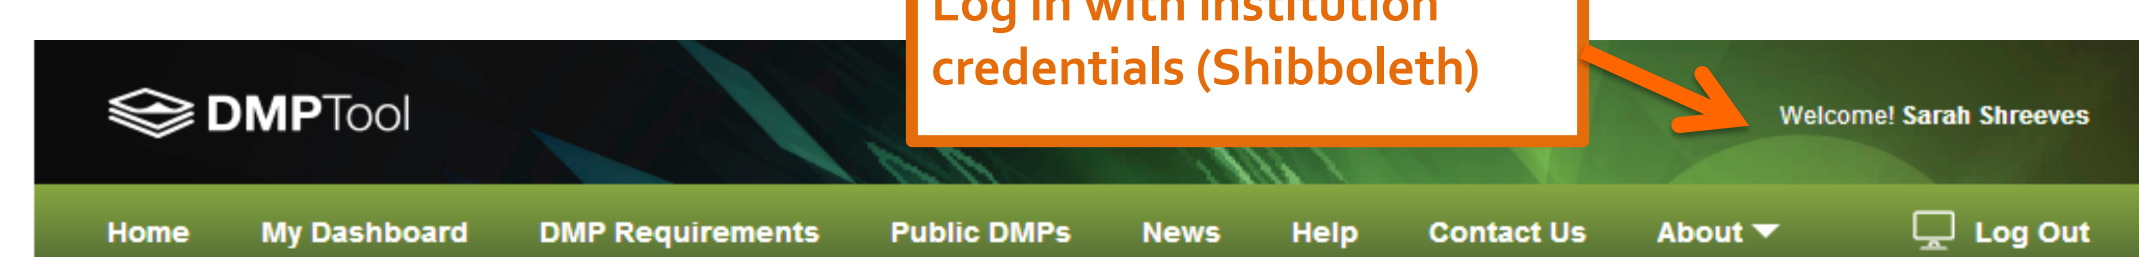 Log in with institution
credentials (Shibboleth)
DMPTool
Welcome! Sarah Shreeves
Home My Dashboard DMP Requirements Public DMPs News Help Contact Us About Log Out